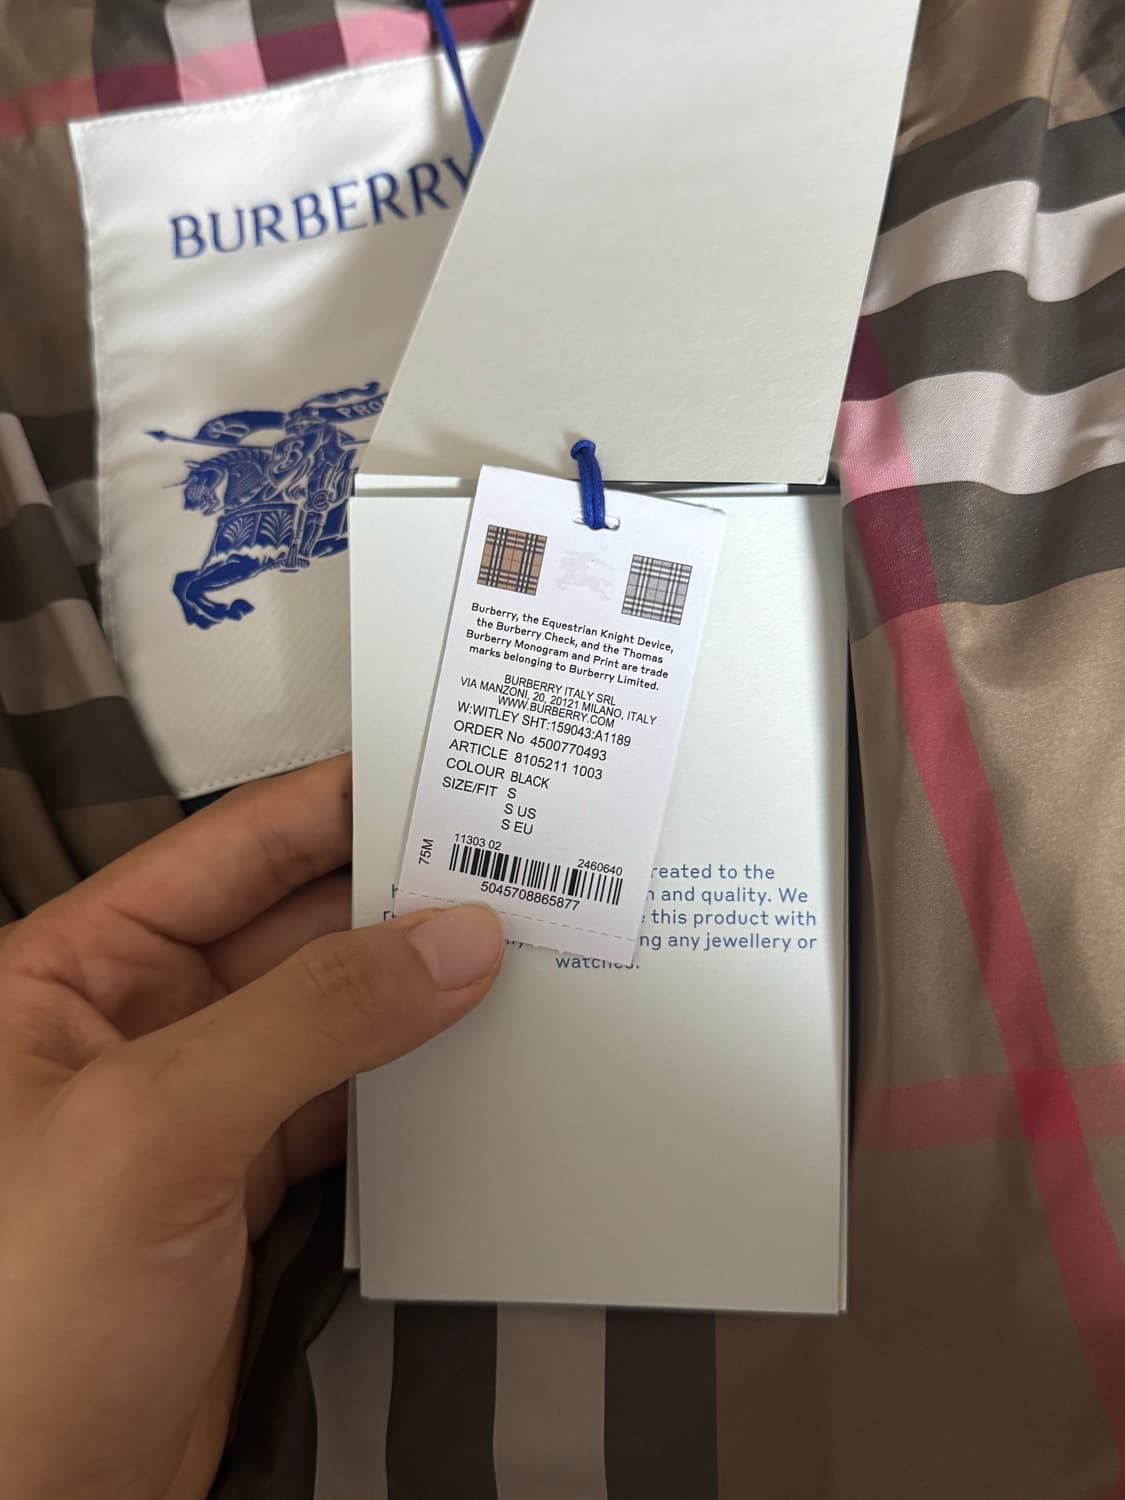 BURBERRY
Burberry, the Equestrian Knight Device,
the Burberry Check, and the Thomas
Burberry Monogram and Print are trade
marks belonging to Burberry Limited.
BURBERRY ITALY SRL
VIA MANZONI, 20, 20121 MILANO, ITALY
WWW.BURBERRY.COM
W:WITLEY SHT:159043:A1189
ORDER No 4500770493
ARTICLE 8105211 1003
COLOUR BLACK
SIZE/FIT S
S US
S EU
75M
11303 02 2460640
5045708865877
reated to the
and quality. We
this product with
ng any jewellery or
watches.